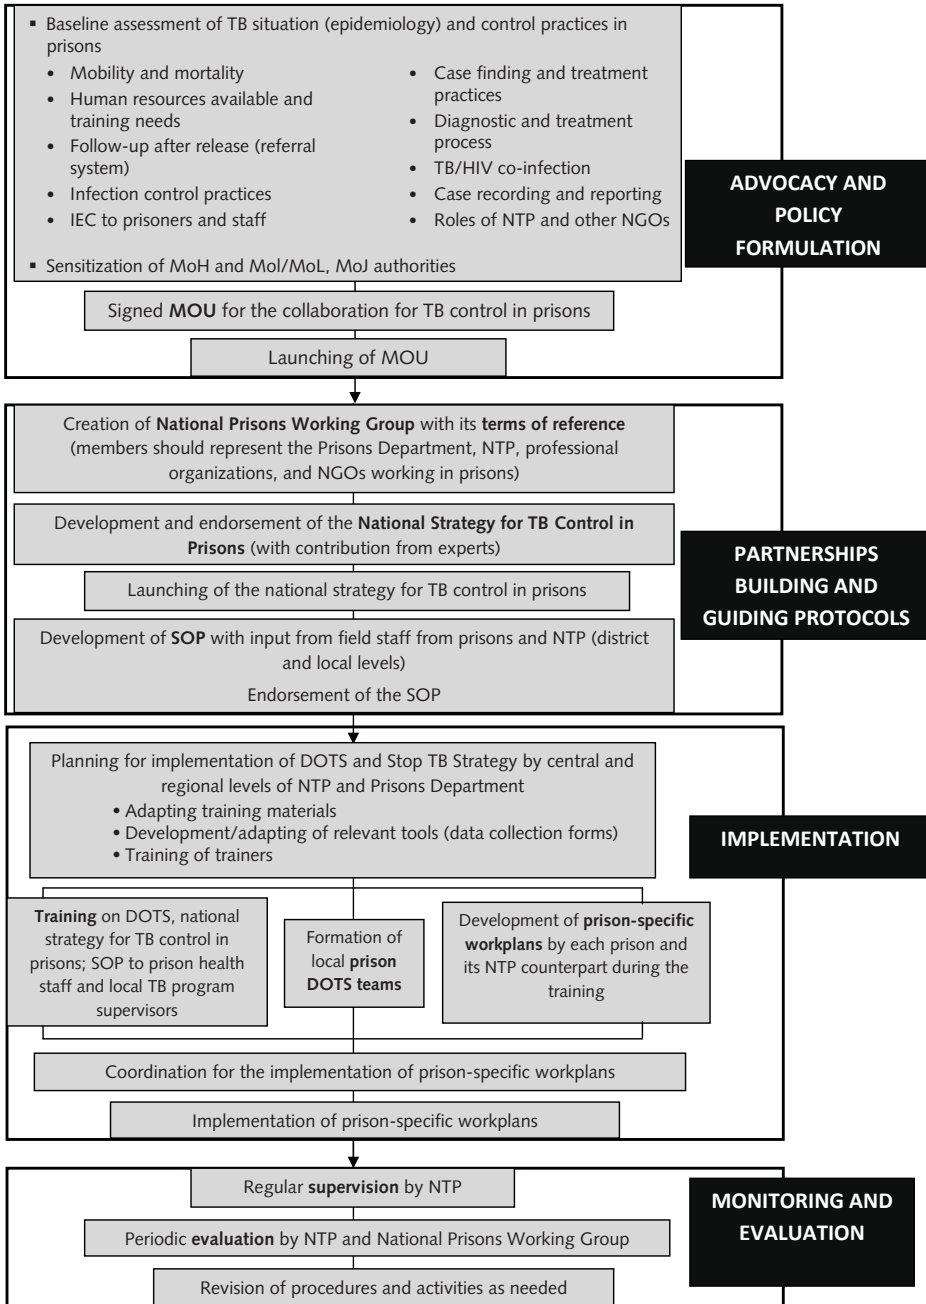 ▪ Baseline assessment of TB situation (epidemiology) and control practices in
prisons
• Mobility and mortality
• Human resources available and
training needs
• Follow-up after release (referral
system)
• Infection control practices
• IEC to prisoners and staff
• Case finding and treatment
practices
• Diagnostic and treatment
process
• TB/HIV co-infection
• Case recording and reporting
• Roles of NTP and other NGOs
▪ Sensitization of MoH and MoI/MoL, MoJ authorities
ADVOCACY AND
POLICY
FORMULATION
Signed MOU for the collaboration for TB control in prisons
Launching of MOU
Creation of National Prisons Working Group with its terms of reference
(members should represent the Prisons Department, NTP, professional
organizations, and NGOs working in prisons)
Development and endorsement of the National Strategy for TB Control in
Prisons (with contribution from experts)
Launching of the national strategy for TB control in prisons
Development of SOP with input from field staff from prisons and NTP (district
and local levels)
Endorsement of the SOP
PARTNERSHIPS
BUILDING AND
GUIDING PROTOCOLS
Planning for implementation of DOTS and Stop TB Strategy by central and
regional levels of NTP and Prisons Department
• Adapting training materials
• Development/adapting of relevant tools (data collection forms)
• Training of trainers
IMPLEMENTATION
Training on DOTS, national
strategy for TB control in
prisons; SOP to prison health
staff and local TB program
supervisors
Formation of
local prison
DOTS teams
Development of prison-specific
workplans by each prison and
its NTP counterpart during the
training
Coordination for the implementation of prison-specific workplans
Implementation of prison-specific workplans
Regular supervision by NTP
Periodic evaluation by NTP and National Prisons Working Group
Revision of procedures and activities as needed
MONITORING AND
EVALUATION